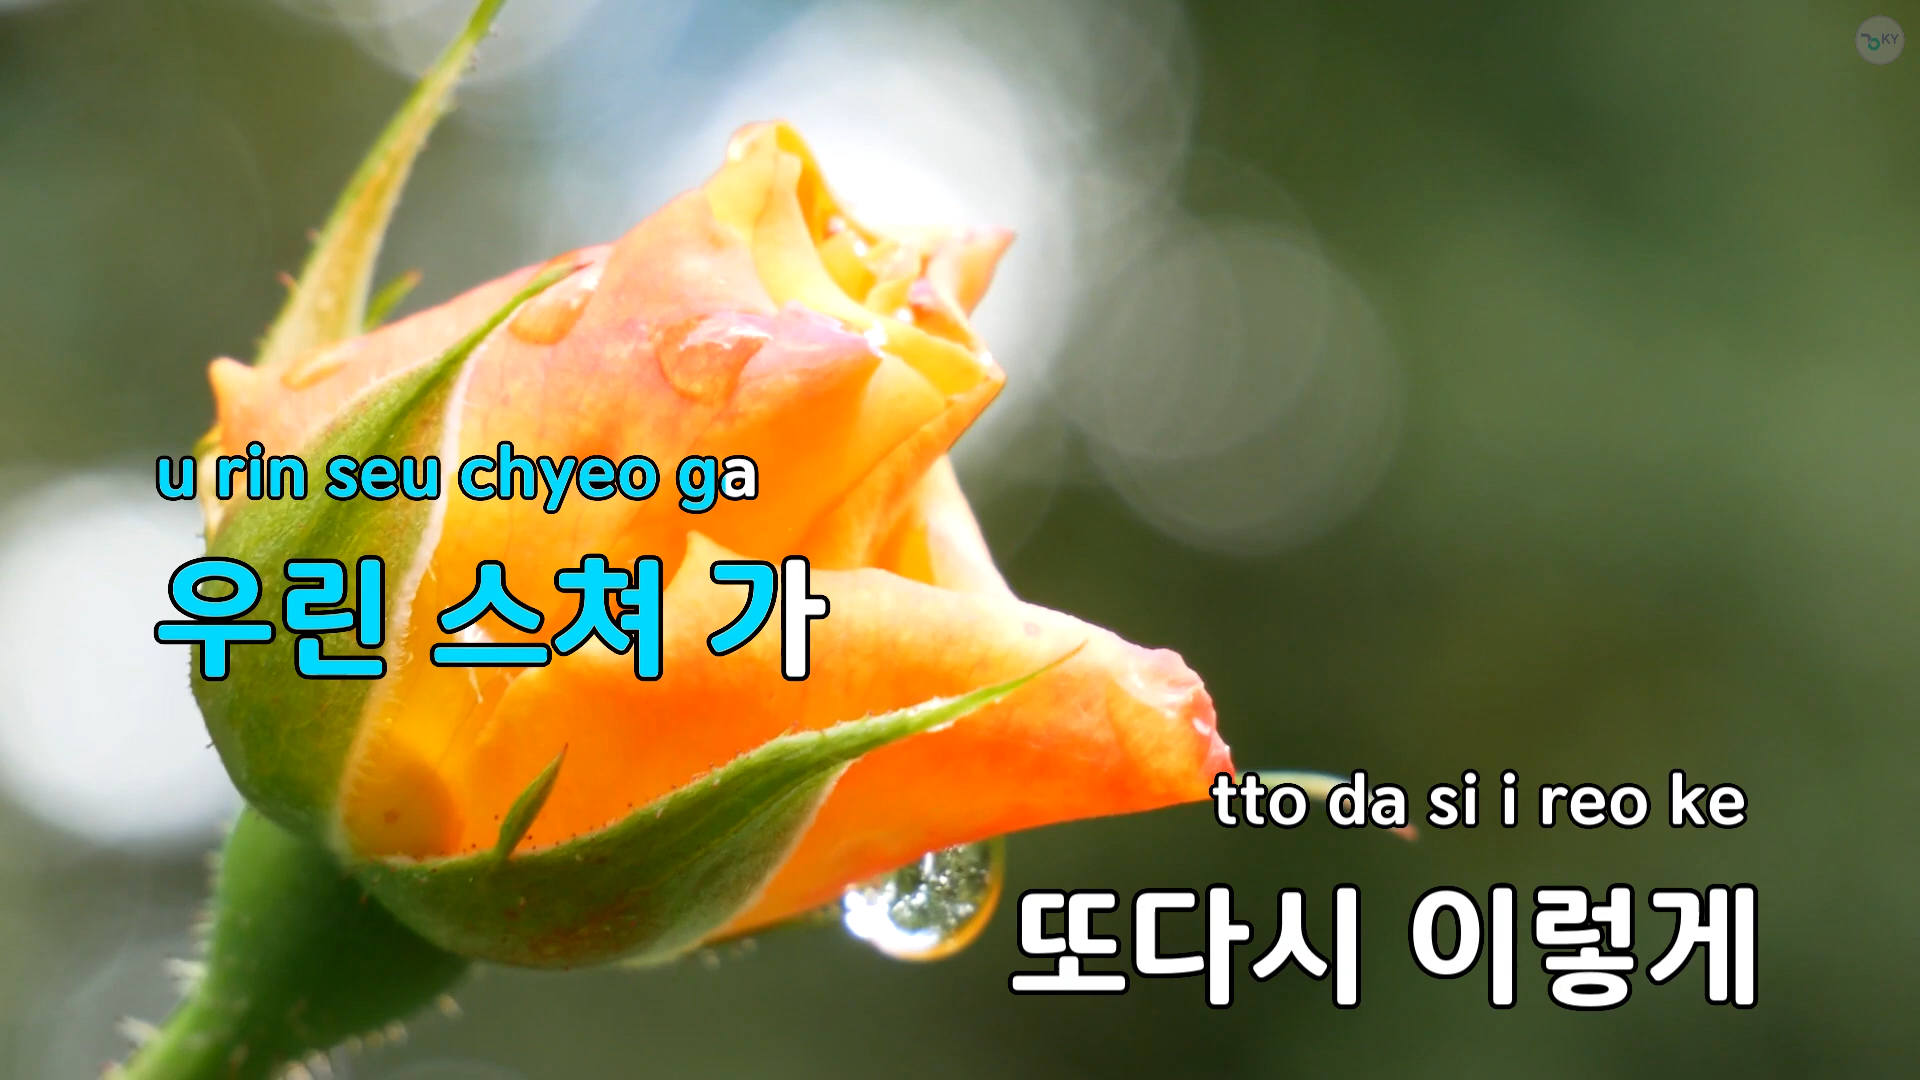 KY
u rin seu chyeo ga
우린 스쳐 가
tto da si i reo ke
또다시 이렇게